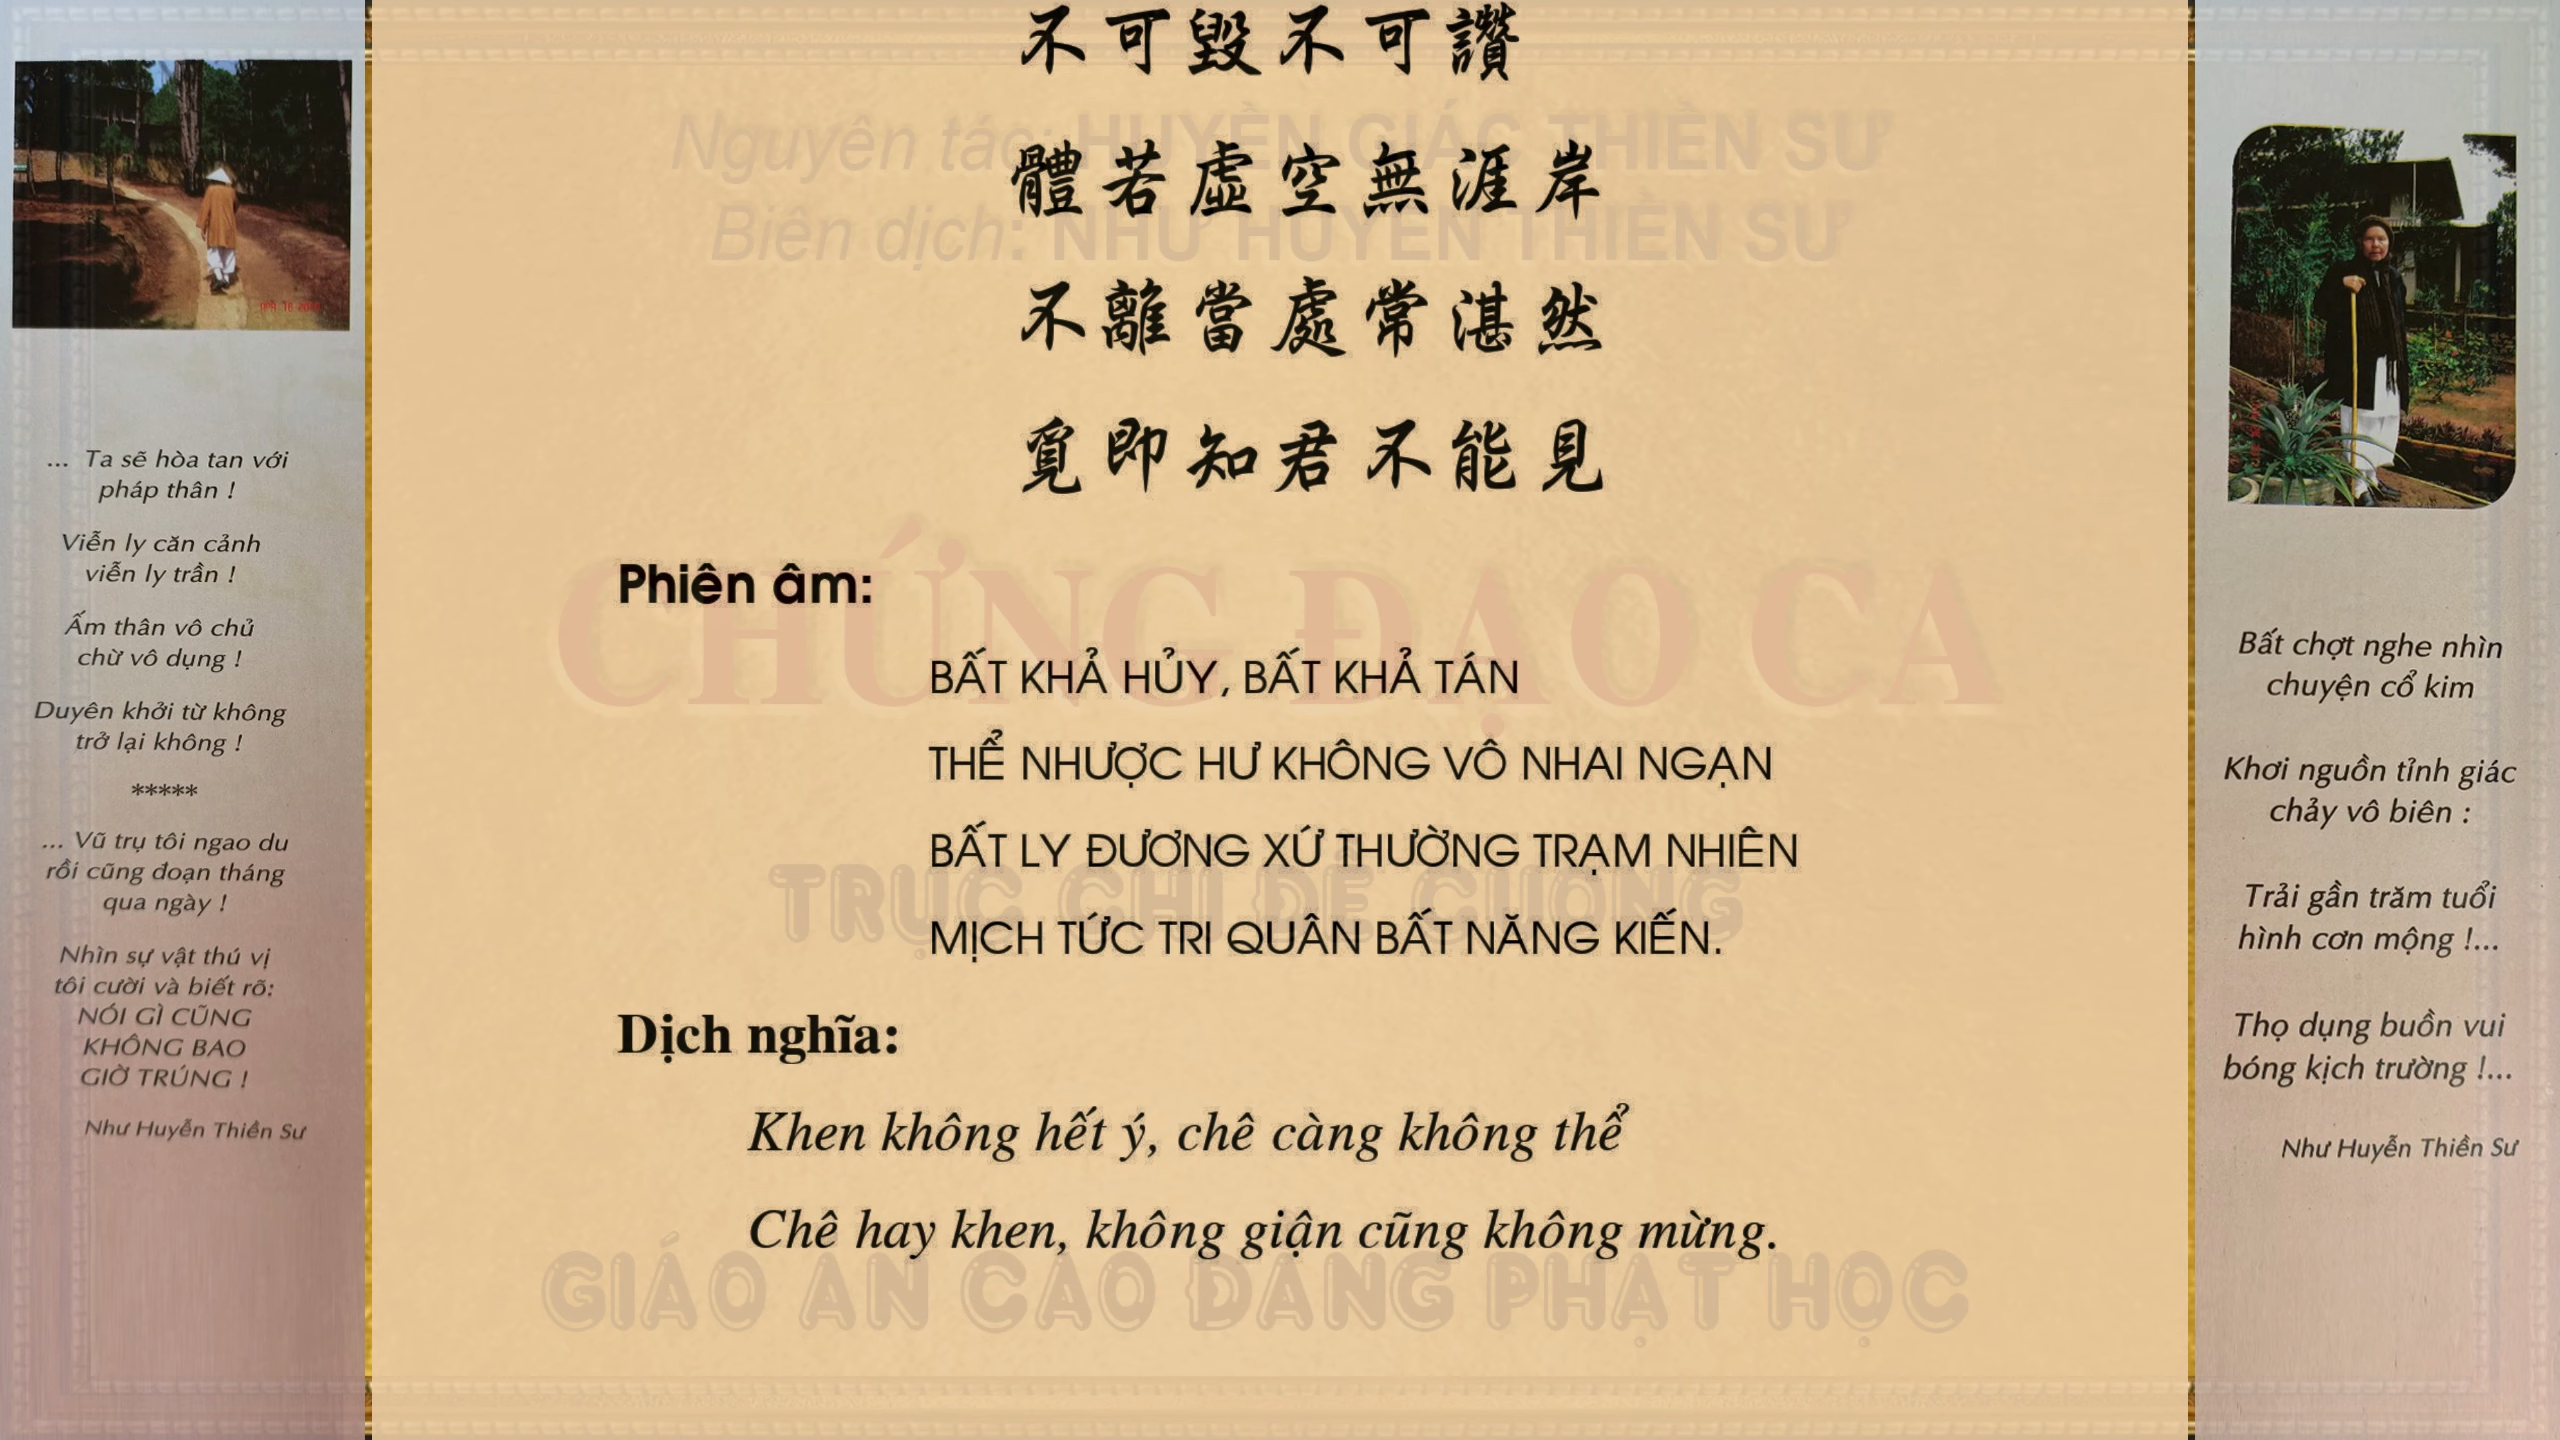 不可毀不可讚
體若虛空無涯岸
不離當處常湛然
覓即知君不能見
Phiên âm:
BẤT KHẢ HỦY, BẤT KHẢ TÁN
THỂ NHƯỢC HƯ KHÔNG VÔ NHAI NGẠN
BẤT LY ĐƯƠNG XỨ THƯỜNG TRẠM NHIÊN
MỊCH TỨC TRI QUÂN BẤT NĂNG KIẾN.
Dịch nghĩa:
Khen không hết ý, chê càng không thể
Chê hay khen, không giận cũng không mừng.
Nguyên tác: HUYỀN GIÁC THIỀN SƯ
Biên dịch: NHƯ HUYỄN THIỀN SƯ
CHỨNG ĐẠO CA
TRỰC CHỈ ĐỀ CƯƠNG
GIÁO ÁN CAO ĐẲNG PHẬT HỌC
... Ta sẽ hòa tan với
pháp thân !
Viễn ly căn cảnh
viễn ly trần !
Ấm thân vô chủ
chừ vô dụng !
Duyên khởi từ không
trở lại không !
*****
... Vũ trụ tôi ngao du
rồi cũng đoạn tháng
qua ngày !
Nhìn sự vật thú vị
tôi cười và biết rõ:
NÓI GÌ CŨNG
KHÔNG BAO
GIỜ TRÚNG !
Như Huyễn Thiền Sư
Bất chợt nghe nhìn
chuyện cổ kim
Khơi nguồn tỉnh giác
chảy vô biên :
Trải gần trăm tuổi
hình cơn mộng !...
Thọ dụng buồn vui
bóng kịch trường !...
Như Huyễn Thiền Sư